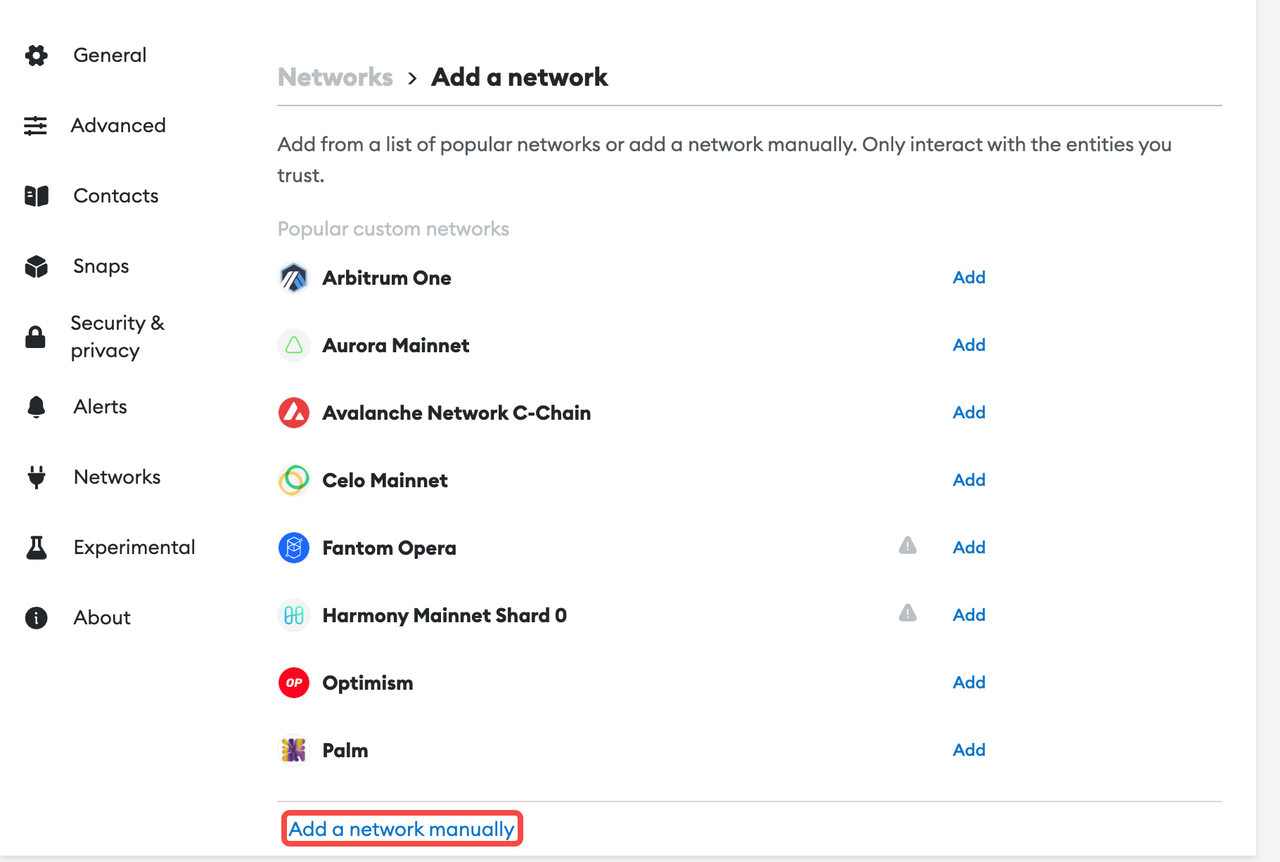 General
Advanced
Contacts
Snaps
Security &
privacy
Alerts
Networks
Experimental
About
Networks › Add a network
Add from a list of popular networks or add a network manually. Only interact with the entities you
trust.
Popular custom networks
Arbitrum One Add
Aurora Mainnet Add
Avalanche Network C-Chain Add
Celo Mainnet Add
Fantom Opera Add
Harmony Mainnet Shard 0 Add
OP Optimism Add
Palm Add
Add a network manually